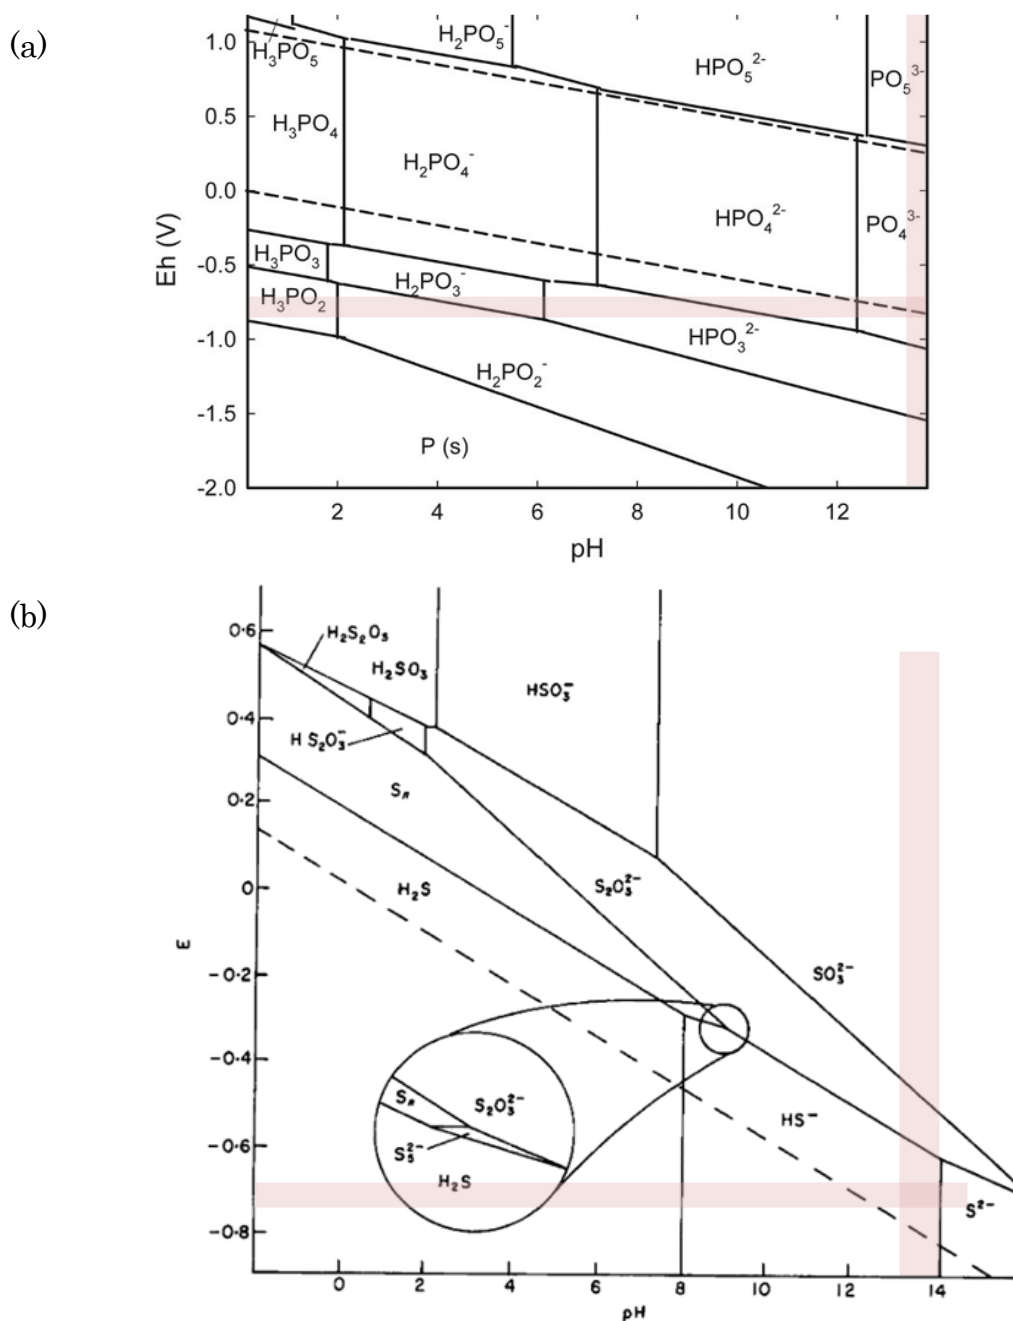 (a)
Eh (V)
1.0
0.5
0.0
-0.5
-1.0
-1.5
-2.0
H₃PO₅
H₂PO₅⁻
HPO₅²⁻
PO₅³⁻
H₃PO₄
H₂PO₄⁻
HPO₄²⁻
PO₄³⁻
H₃PO₃
H₂PO₃⁻
HPO₃²⁻
H₃PO₂
H₂PO₂⁻
P (s)
2 4 6 8 10 12
pH
(b)
E
0·6
0·4
0·2
0
-0·2
-0·4
-0·6
-0·8
H₂S₂O₃
H₂SO₃
HSO₃⁻
H S₂O₃⁻
Sₙ
H₂S
S₂O₃²⁻
SO₃²⁻
Sₙ
S₂O₃²⁻
S₅²⁻
H₂S
HS⁻
S²⁻
0 2 4 6 8 10 12 14
pH